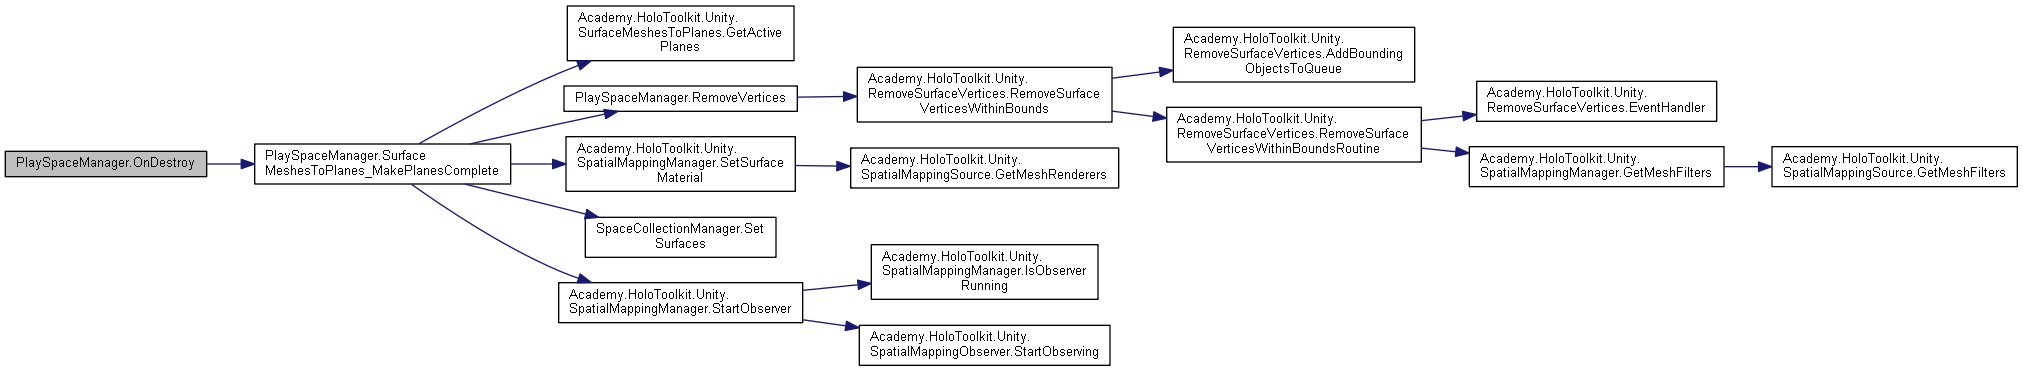 PlaySpaceManager.OnDestroy
PlaySpaceManager.Surface
MeshesToPlanes_MakePlanesComplete
Academy.HoloToolkit.Unity.
SurfaceMeshesToPlanes.GetActive
Planes
PlaySpaceManager.RemoveVertices
Academy.HoloToolkit.Unity.
RemoveSurfaceVertices.RemoveSurface
VerticesWithinBounds
Academy.HoloToolkit.Unity.
RemoveSurfaceVertices.AddBounding
ObjectsToQueue
Academy.HoloToolkit.Unity.
RemoveSurfaceVertices.RemoveSurface
VerticesWithinBoundsRoutine
Academy.HoloToolkit.Unity.
RemoveSurfaceVertices.EventHandler
Academy.HoloToolkit.Unity.
SpatialMappingManager.GetMeshFilters
Academy.HoloToolkit.Unity.
SpatialMappingSource.GetMeshFilters
Academy.HoloToolkit.Unity.
SpatialMappingManager.SetSurface
Material
Academy.HoloToolkit.Unity.
SpatialMappingSource.GetMeshRenderers
SpaceCollectionManager.Set
Surfaces
Academy.HoloToolkit.Unity.
SpatialMappingManager.StartObserver
Academy.HoloToolkit.Unity.
SpatialMappingManager.IsObserver
Running
Academy.HoloToolkit.Unity.
SpatialMappingObserver.StartObserving